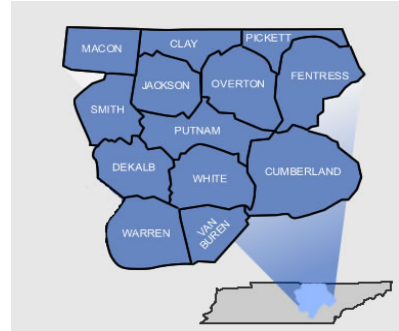 MACON
CLAY
PICKETT
JACKSON
OVERTON
FENTRESS
SMITH
PUTNAM
DEKALB
WHITE
CUMBERLAND
WARREN
VAN
BUREN